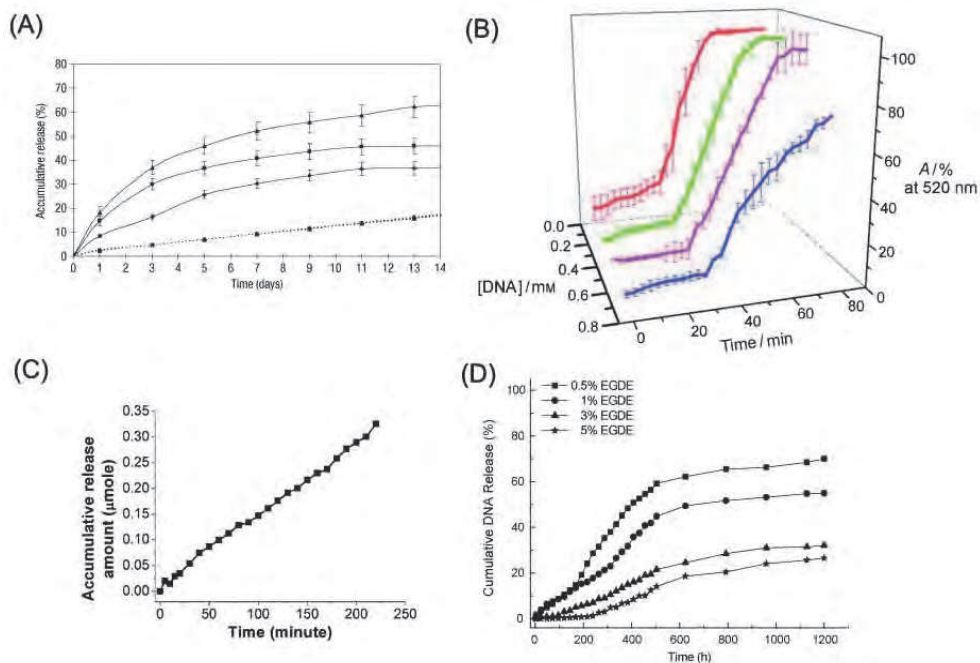 (A)
80
70
60
50
40
30
20
10
0
Accumulative release (%)
0 1 2 3 4 5 6 7 8 9 10 11 12 13 14
Time (days)
(B)
100
80
60
40
20
0
A / %
at 520 nm
0.0
0.2
0.4
0.6
0.8
[DNA] / mM
0 20 40 60 80
Time / min
(C)
0.35
0.30
0.25
0.20
0.15
0.10
0.05
0.00
Accumulative release
amount (μmole)
0 50 100 150 200 250
Time (minute)
(D)
0.5% EGDE
1% EGDE
3% EGDE
5% EGDE
100
80
60
40
20
0
Cumulative DNA Release (%)
0 200 400 600 800 1000 1200
Time (h)